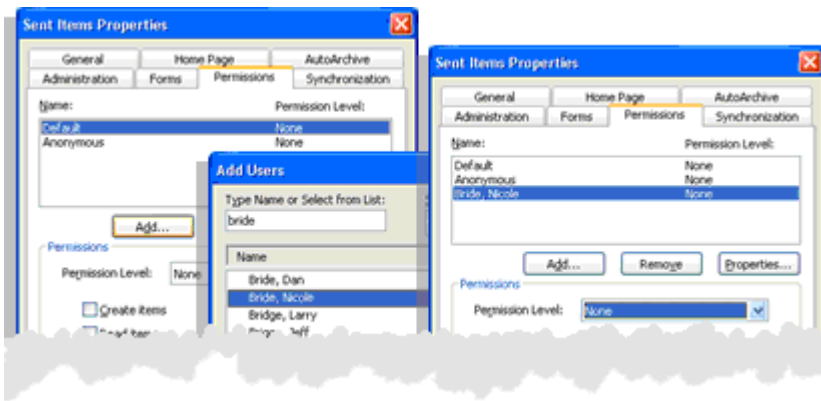 Sent Items Properties
General Home Page AutoArchive
Administration Forms Permissions Synchronization
Name: Permission Level:
Default None
Anonymous None
Add...
Permissions
Permission Level: None
Create items
Add Users
Type Name or Select from List:
bride
Name
Bride, Dan
Bride, Nicole
Bridge, Larry
Jeff
Sent Items Properties
General Home Page AutoArchive
Administration Forms Permissions Synchronization
Name: Permission Level:
Default None
Anonymous None
Bride, Nicole None
Add... Remove Properties...
Permissions
Permission Level: None